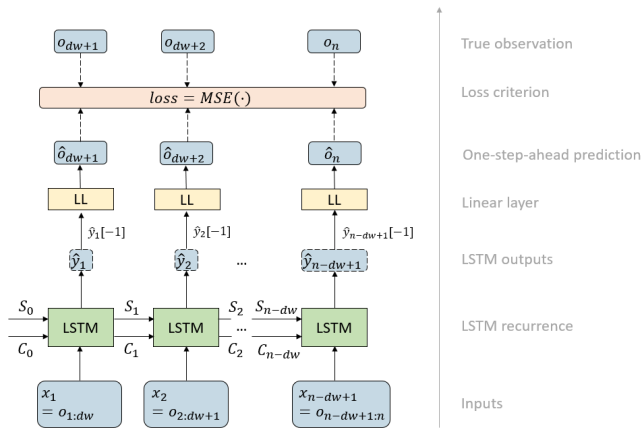 o_{dw+1} o_{dw+2} o_n True observation
loss = MSE(·) Loss criterion
ô_{dw+1} ô_{dw+2} ô_n One-step-ahead prediction
LL LL LL Linear layer
ŷ_1[-1] ŷ_2[-1] ŷ_{n-dw+1}[-1]
ŷ_1 ŷ_2 ... ŷ_{n-dw+1} LSTM outputs
S_0 S_1 S_2 S_{n-dw}
LSTM LSTM ... LSTM LSTM recurrence
C_0 C_1 C_2 C_{n-dw}
x_1 x_2 x_{n-dw+1}
= o_{1:dw} = o_{2:dw+1} = o_{n-dw+1:n} Inputs